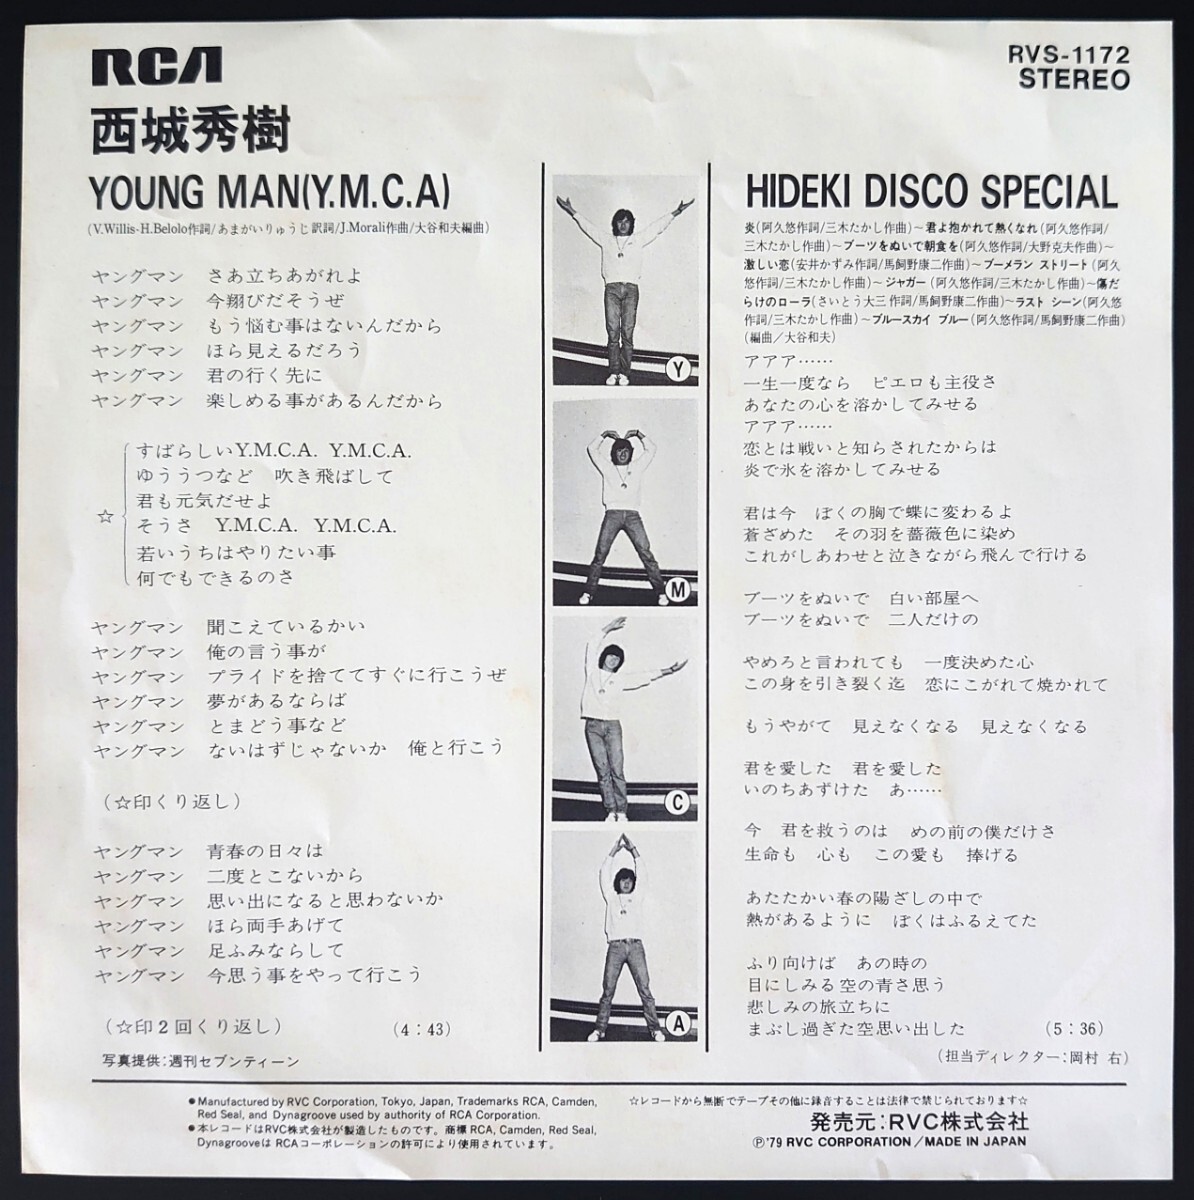 RCA
RVS-1172
STEREO
西城秀樹
YOUNG MAN(Y.M.C.A)
(V.Willis-H.Belolo作詞/あまがいりゅうじ訳詞/J.Morali作曲/大谷和夫編曲)
ヤングマン　さあ立ちあがれよ
ヤングマン　今翔びだそうぜ
ヤングマン　もう悩む事はないんだから
ヤングマン　ほら見えるだろう
ヤングマン　君の行く先に
ヤングマン　楽しめる事があるんだから
☆
すばらしいY.M.C.A. Y.M.C.A.
ゆううつなど　吹き飛ばして
君も元気だせよ
そうさ　Y.M.C.A. Y.M.C.A.
若いうちはやりたい事
何でもできるのさ
ヤングマン　聞こえているかい
ヤングマン　俺の言う事が
ヤングマン　プライドを捨ててすぐに行こうぜ
ヤングマン　夢があるならば
ヤングマン　とまどう事など
ヤングマン　ないはずじゃないか　俺と行こう
(☆印くり返し)
ヤングマン　青春の日々は
ヤングマン　二度とこないから
ヤングマン　思い出になると思わないか
ヤングマン　ほら両手あげて
ヤングマン　足ふみならして
ヤングマン　今思う事をやって行こう
(☆印2回くり返し)　(4：43)
写真提供：週刊セブンティーン
Y
M
C
A
HIDEKI DISCO SPECIAL
炎(阿久悠作詞/三木たかし作曲)～君よ抱かれて熱くなれ(阿久悠作詞/
三木たかし作曲)～ブーツをぬいで朝食を(阿久悠作詞/大野克夫作曲)～
激しい恋(安井かずみ作詞/馬飼野康二作曲)～ブーメラン ストリート(阿久
悠作詞/三木たかし作曲)～ジャガー(阿久悠作詞/三木たかし作曲)～傷だ
らけのローラ(さいとう大三作詞/馬飼野康二作曲)～ラスト シーン(阿久悠
作詞/三木たかし作曲)～ブルースカイ ブルー(阿久悠作詞/馬飼野康二作曲)
(編曲／大谷和夫)
アアア……
一生一度なら　ピエロも主役さ
あなたの心を溶かしてみせる
アアア……
恋とは戦いと知らされたからは
炎で氷を溶かしてみせる
君は今　ぼくの胸で蝶に変わるよ
蒼ざめた　その羽を薔薇色に染め
これがしあわせと泣きながら飛んで行ける
ブーツをぬいで　白い部屋へ
ブーツをぬいで　二人だけの
やめろと言われても　一度決めた心
この身を引き裂く迄　恋にこがれて焼かれて
もうやがて　見えなくなる　見えなくなる
君を愛した　君を愛した
いのちあずけた　あ……
今　君を救うのは　めの前の僕だけさ
生命も　心も　この愛も　捧げる
あたたかい春の陽ざしの中で
熱があるように　ぼくはふるえてた
ふり向けば　あの時の
目にしみる空の青さ思う
悲しみの旅立ちに
まぶし過ぎた空思い出した　(5：36)
(担当ディレクター：岡村 右)
●Manufactured by RVC Corporation, Tokyo, Japan, Trademarks RCA, Camden,
Red Seal, and Dynagroove used by authority of RCA Corporation.
●本レコードはRVC株式会社が製造したものです。商標RCA, Camden, Red Seal,
DynagrooveはRCAコーポレーションの許可により使用されています。
☆レコードから無断でテープその他に録音することは法律で禁じられております☆
発売元：RVC株式会社
Ⓟ'79 RVC CORPORATION/MADE IN JAPAN